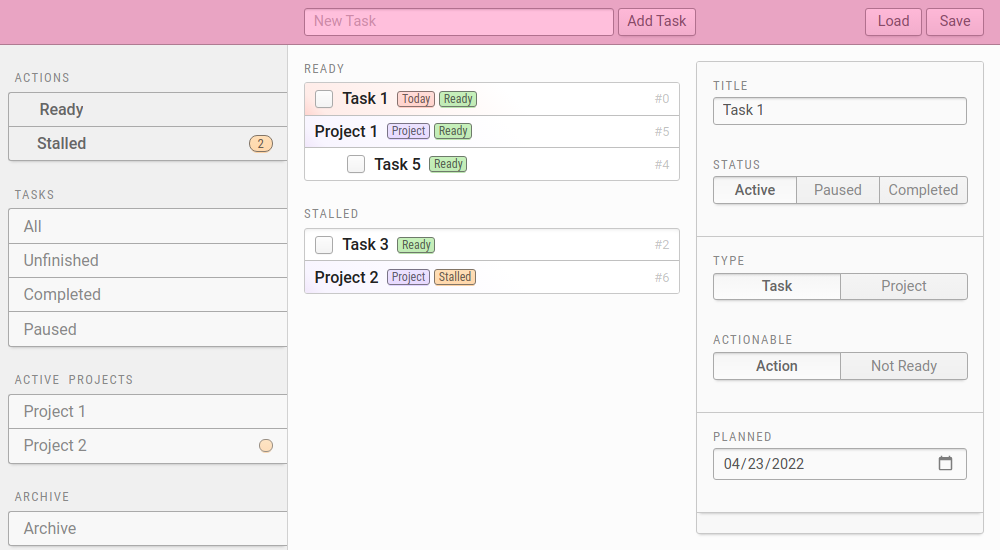 New Task Add Task Load Save
ACTIONS
Ready
Stalled 2
TASKS
All
Unfinished
Completed
Paused
ACTIVE PROJECTS
Project 1
Project 2
ARCHIVE
Archive
READY
Task 1 Today Ready #0
Project 1 Project Ready #5
Task 5 Ready #4
STALLED
Task 3 Ready #2
Project 2 Project Stalled #6
TITLE
Task 1
STATUS
Active Paused Completed
TYPE
Task Project
ACTIONABLE
Action Not Ready
PLANNED
04/23/2022